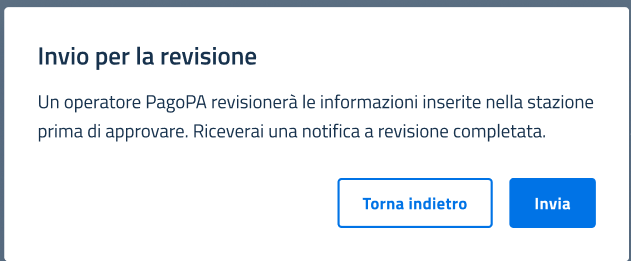 Invio per la revisione
Un operatore PagoPA revisionerà le informazioni inserite nella stazione
prima di approvare. Riceverai una notifica a revisione completata.
Torna indietro
Invia